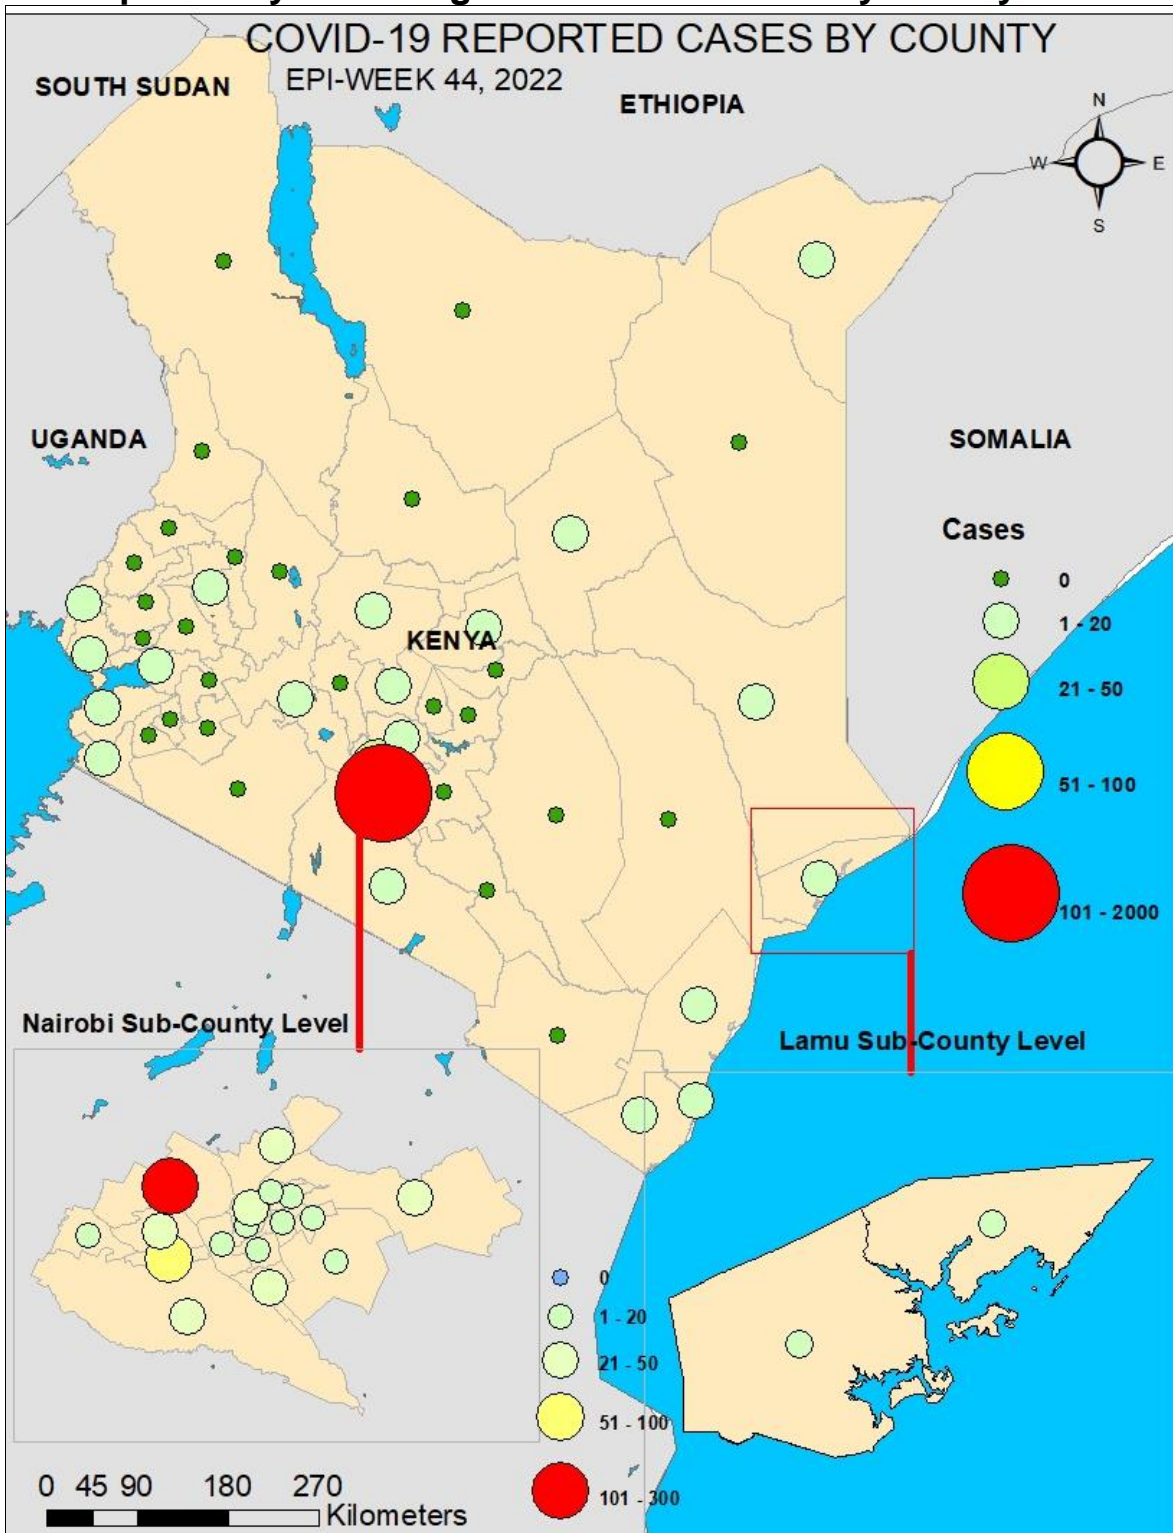 COVID-19 REPORTED CASES BY COUNTY
EPI-WEEK 44, 2022
SOUTH SUDAN
ETHIOPIA
N
W
E
S
UGANDA
SOMALIA
KENYA
Cases
0
1 - 20
21 - 50
51 - 100
101 - 2000
Nairobi Sub-County Level
Lamu Sub-County Level
0
1 - 20
21 - 50
51 - 100
101 - 300
0 45 90 180 270
Kilometers